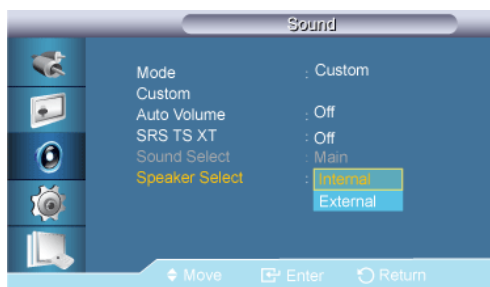 Sound
Mode : Custom
Custom
Auto Volume : Off
SRS TS XT : Off
Sound Select : Main
Speaker Select : Internal
External
Move Enter Return